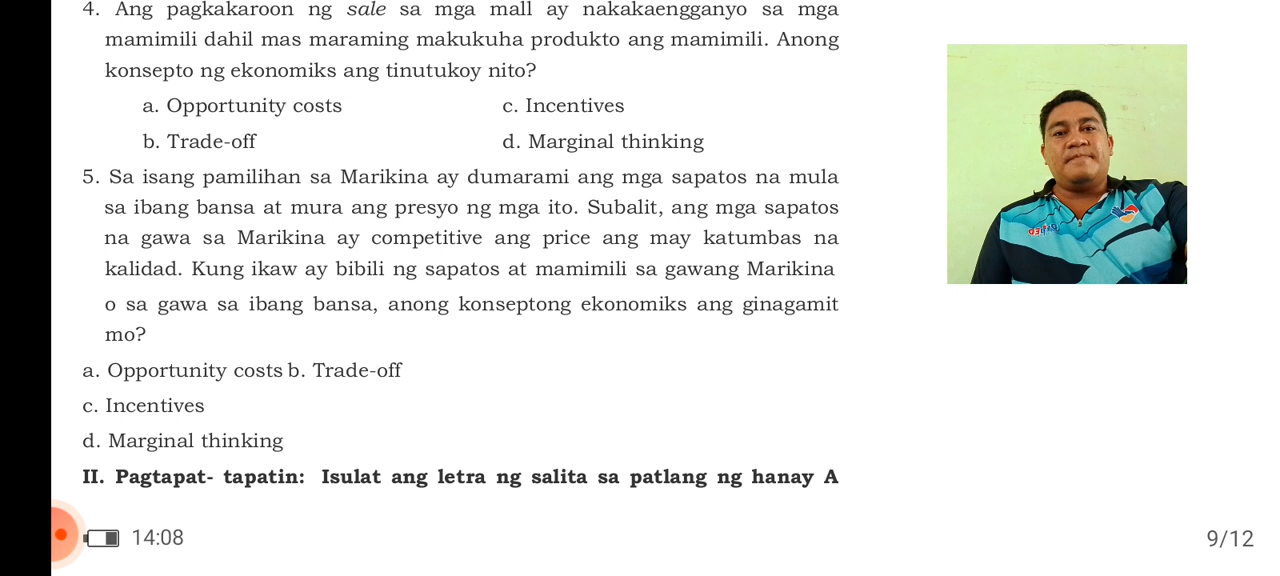 4. Ang pagkakaroon ng sale sa mga mall ay nakakaengganyo sa mga
mamimili dahil mas maraming makukuha produkto ang mamimili. Anong
konsepto ng ekonomiks ang tinutukoy nito?
a. Opportunity costs c. Incentives
b. Trade-off d. Marginal thinking
5. Sa isang pamilihan sa Marikina ay dumarami ang mga sapatos na mula
sa ibang bansa at mura ang presyo ng mga ito. Subalit, ang mga sapatos
na gawa sa Marikina ay competitive ang price ang may katumbas na
kalidad. Kung ikaw ay bibili ng sapatos at mamimili sa gawang Marikina
o sa gawa sa ibang bansa, anong konseptong ekonomiks ang ginagamit
mo?
a. Opportunity costs b. Trade-off
c. Incentives
d. Marginal thinking
II. Pagtapat- tapatin: Isulat ang letra ng salita sa patlang ng hanay A
14:08
9/12